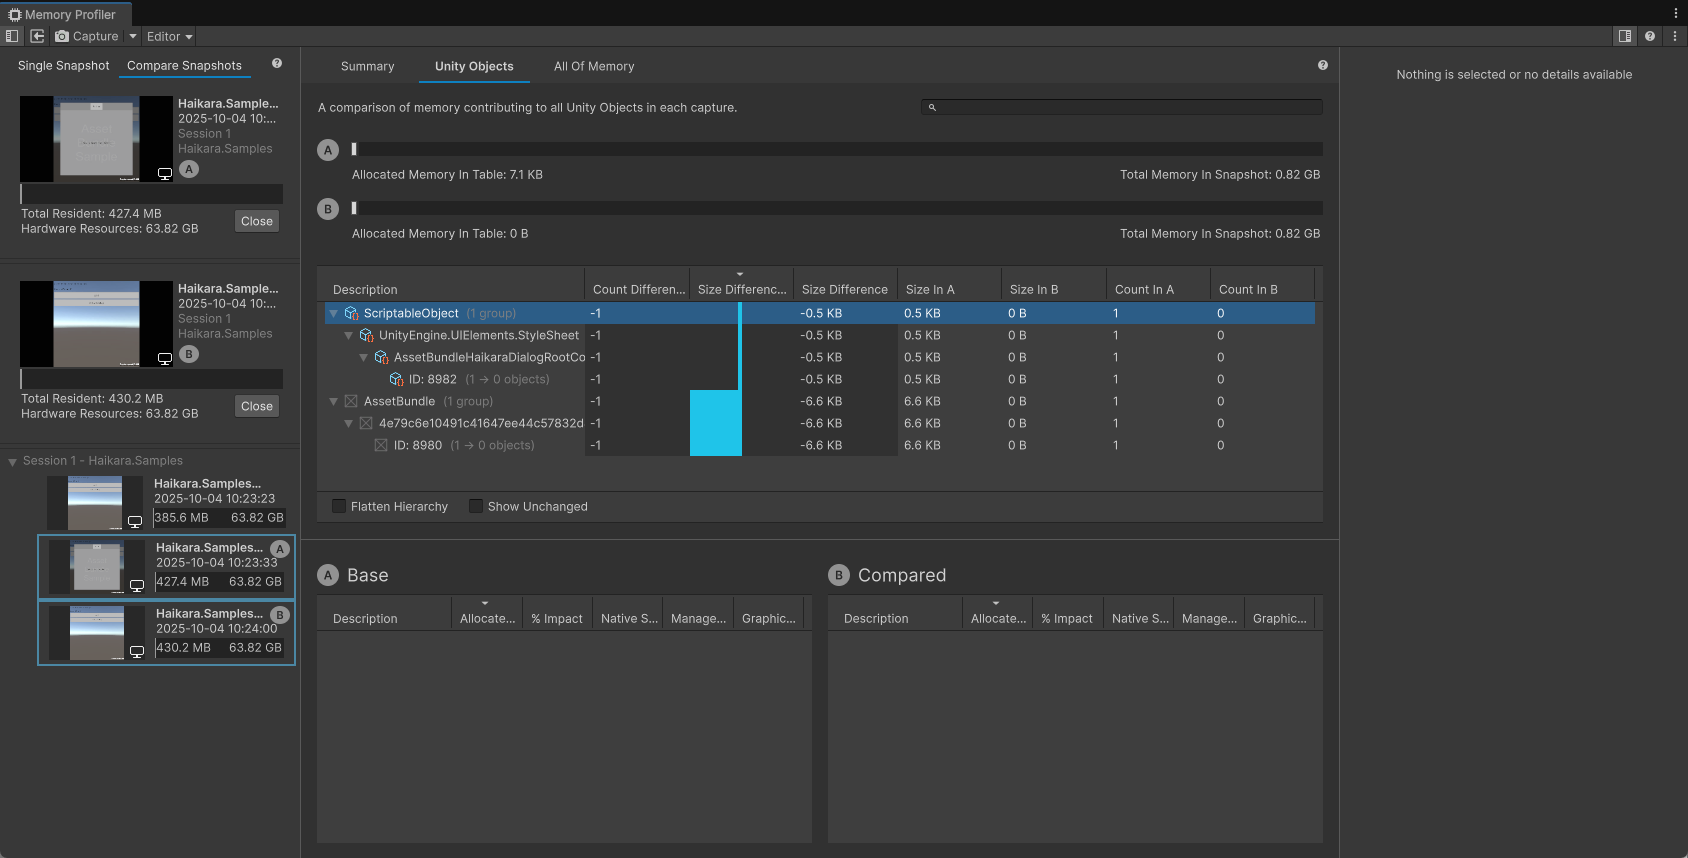 Memory Profiler
Capture
Editor
Single Snapshot
Compare Snapshots
Summary
Unity Objects
All Of Memory
Nothing is selected or no details available
Haikara.Sample...
2025-10-04 10:...
Session 1
Haikara.Samples
A
Total Resident: 427.4 MB
Hardware Resources: 63.82 GB
Close
Haikara.Sample...
2025-10-04 10:...
Session 1
Haikara.Samples
B
Total Resident: 430.2 MB
Hardware Resources: 63.82 GB
Close
Session 1 - Haikara.Samples
Haikara.Samples...
2025-10-04 10:23:23
385.6 MB 63.82 GB
Haikara.Samples... A
2025-10-04 10:23:33
427.4 MB 63.82 GB
Haikara.Samples... B
2025-10-04 10:24:00
430.2 MB 63.82 GB
A comparison of memory contributing to all Unity Objects in each capture.
A
Allocated Memory In Table: 7.1 KB Total Memory In Snapshot: 0.82 GB
B
Allocated Memory In Table: 0 B Total Memory In Snapshot: 0.82 GB
Description Count Differen... Size Differenc... Size Difference Size In A Size In B Count In A Count In B
ScriptableObject (1 group) -1 -0.5 KB 0.5 KB 0 B 1 0
UnityEngine.UIElements.StyleSheet -1 -0.5 KB 0.5 KB 0 B 1 0
AssetBundleHaikaraDialogRootCo -1 -0.5 KB 0.5 KB 0 B 1 0
ID: 8982 (1 → 0 objects) -1 -0.5 KB 0.5 KB 0 B 1 0
AssetBundle (1 group) -1 -6.6 KB 6.6 KB 0 B 1 0
4e79c6e10491c41647ee44c57832d -1 -6.6 KB 6.6 KB 0 B 1 0
ID: 8980 (1 → 0 objects) -1 -6.6 KB 6.6 KB 0 B 1 0
Flatten Hierarchy Show Unchanged
A Base
Description Allocate... % Impact Native S... Manage... Graphic...
B Compared
Description Allocate... % Impact Native S... Manage... Graphic...